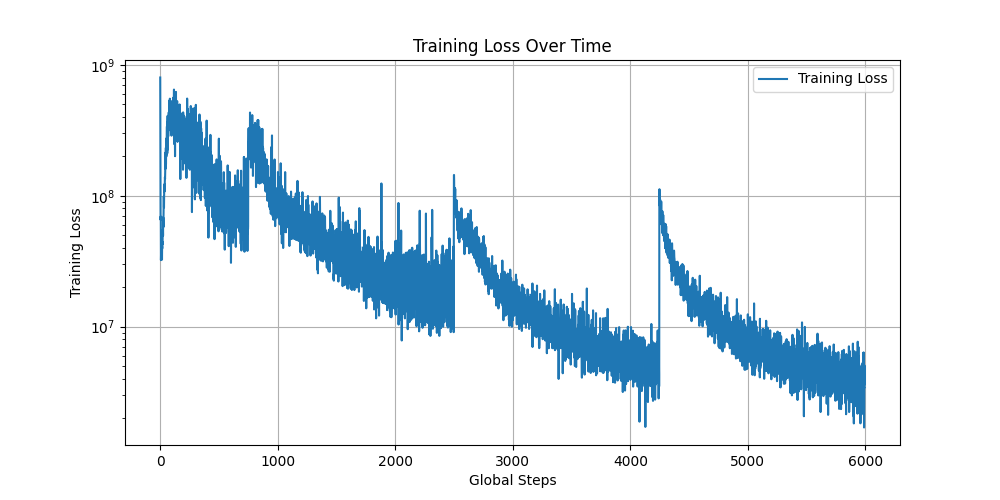 Training Loss Over Time
Training Loss
10⁹
10⁸
10⁷
Training Loss
0 1000 2000 3000 4000 5000 6000
Global Steps